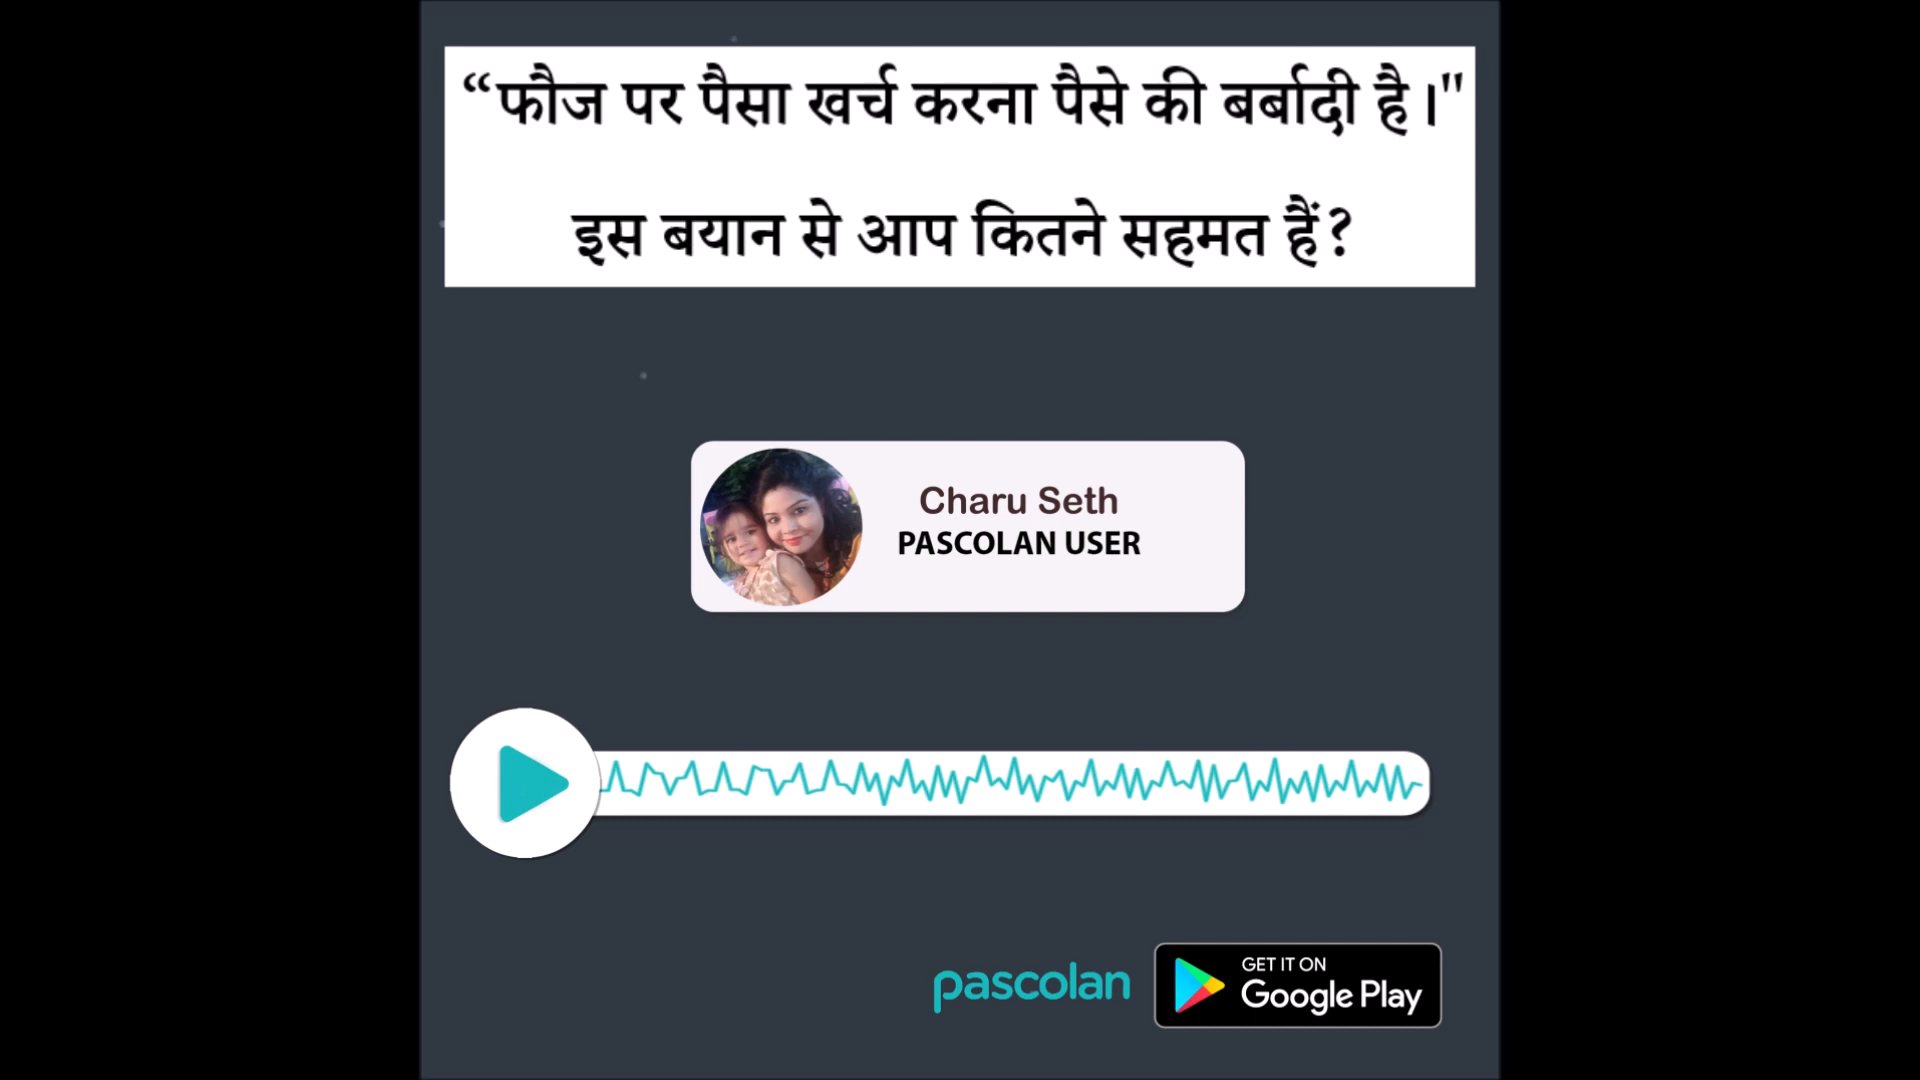 “फौज पर पैसा खर्च करना पैसे की बर्बादी है।"
इस बयान से आप कितने सहमत हैं?
Charu Seth
PASCOLAN USER
pascolan
GET IT ON
Google Play